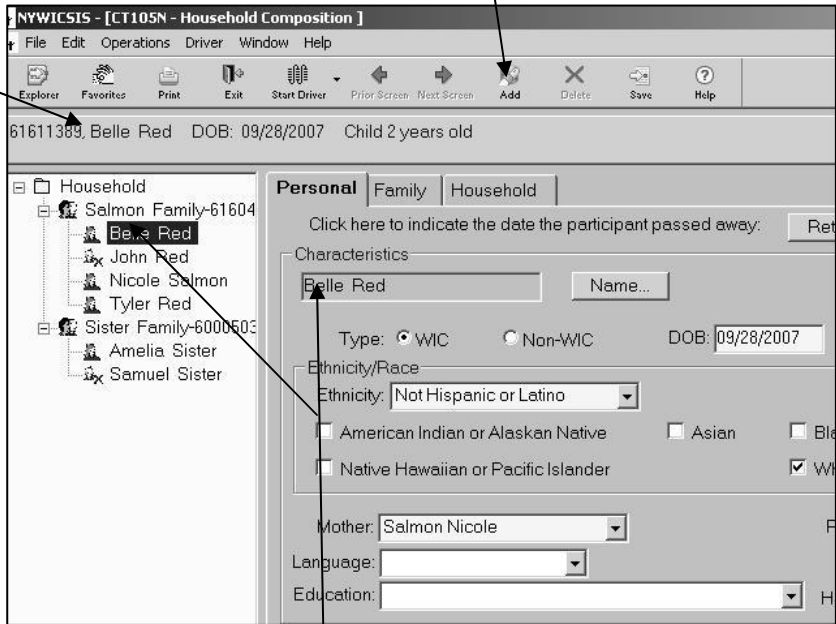 NYWICSIS - [CT105N - Household Composition ]
File Edit Operations Driver Window Help
Explorer Favorites Print Exit Start Driver Prior Screen Next Screen Add Delete Save Help
61611389, Belle Red DOB: 09/28/2007 Child 2 years old
Household
Salmon Family-61604
Belle Red
John Red
Nicole Salmon
Tyler Red
Sister Family-6000503
Amelia Sister
Samuel Sister
Personal Family Household
Click here to indicate the date the participant passed away: Ret
Characteristics
Belle Red Name...
Type: WIC Non-WIC DOB: 09/28/2007
Ethnicity/Race
Ethnicity: Not Hispanic or Latino
American Indian or Alaskan Native Asian Bla
Native Hawaiian or Pacific Islander Wh
Mother: Salmon Nicole
Language:
Education: